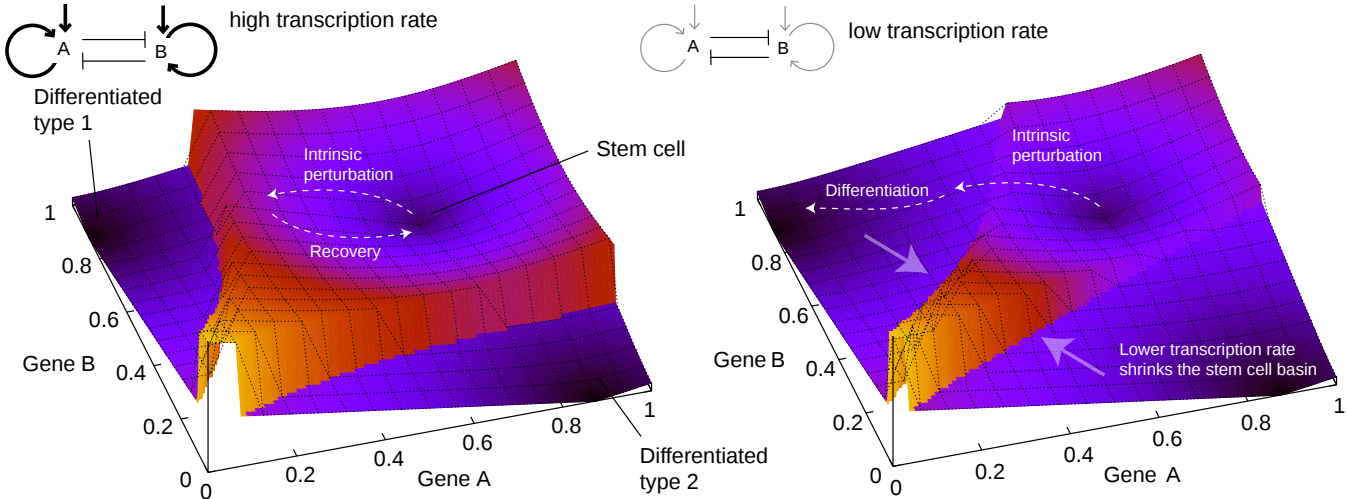 high transcription rate
A
B
Differentiated
type 1
Intrinsic
perturbation
Stem cell
Recovery
1
0.8
0.6
0.4
0.2
0
Gene B
0
0.2
0.4
0.6
0.8
1
Gene A
Differentiated
type 2
low transcription rate
A
B
Intrinsic
perturbation
Differentiation
1
0.8
0.6
0.4
0.2
0
Gene B
Lower transcription rate
shrinks the stem cell basin
0
0.2
0.4
0.6
0.8
1
Gene A